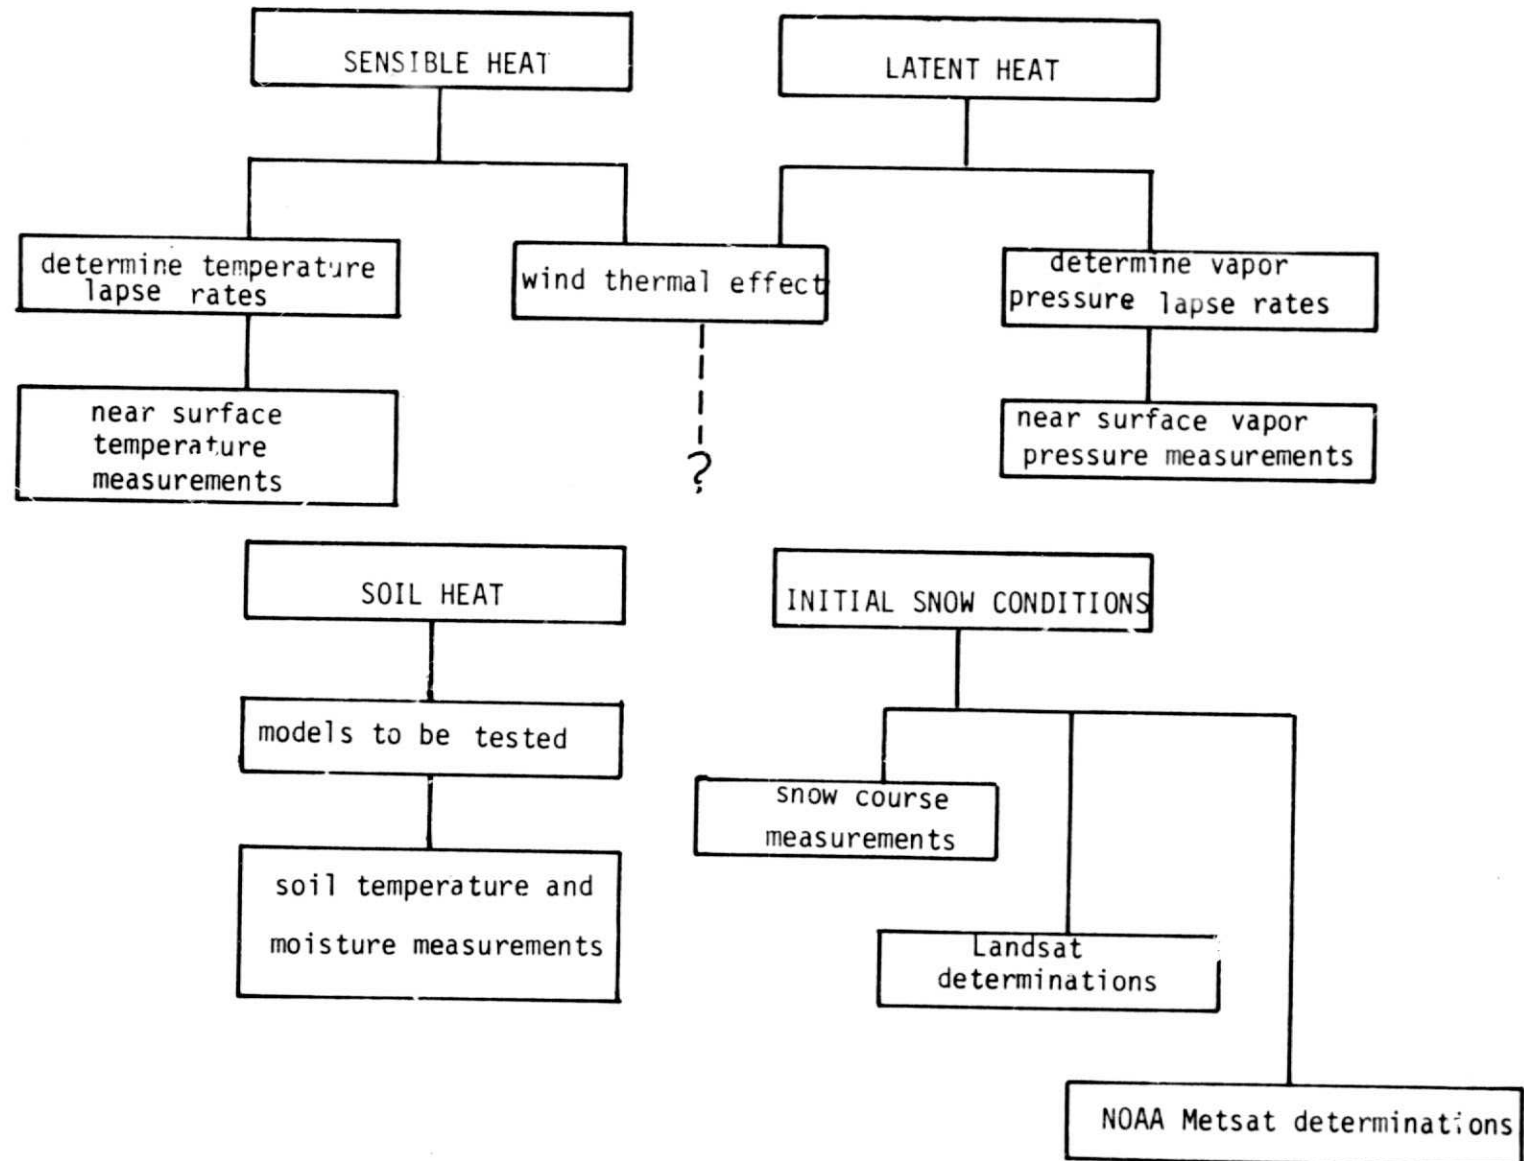 SENSIBLE HEAT
LATENT HEAT
determine temperature
lapse rates
wind thermal effect
determine vapor
pressure lapse rates
near surface
temperature
measurements
near surface vapor
pressure measurements
?
SOIL HEAT
INITIAL SNOW CONDITIONS
models to be tested
snow course
measurements
soil temperature and
moisture measurements
Landsat
determinations
NOAA Metsat determinations